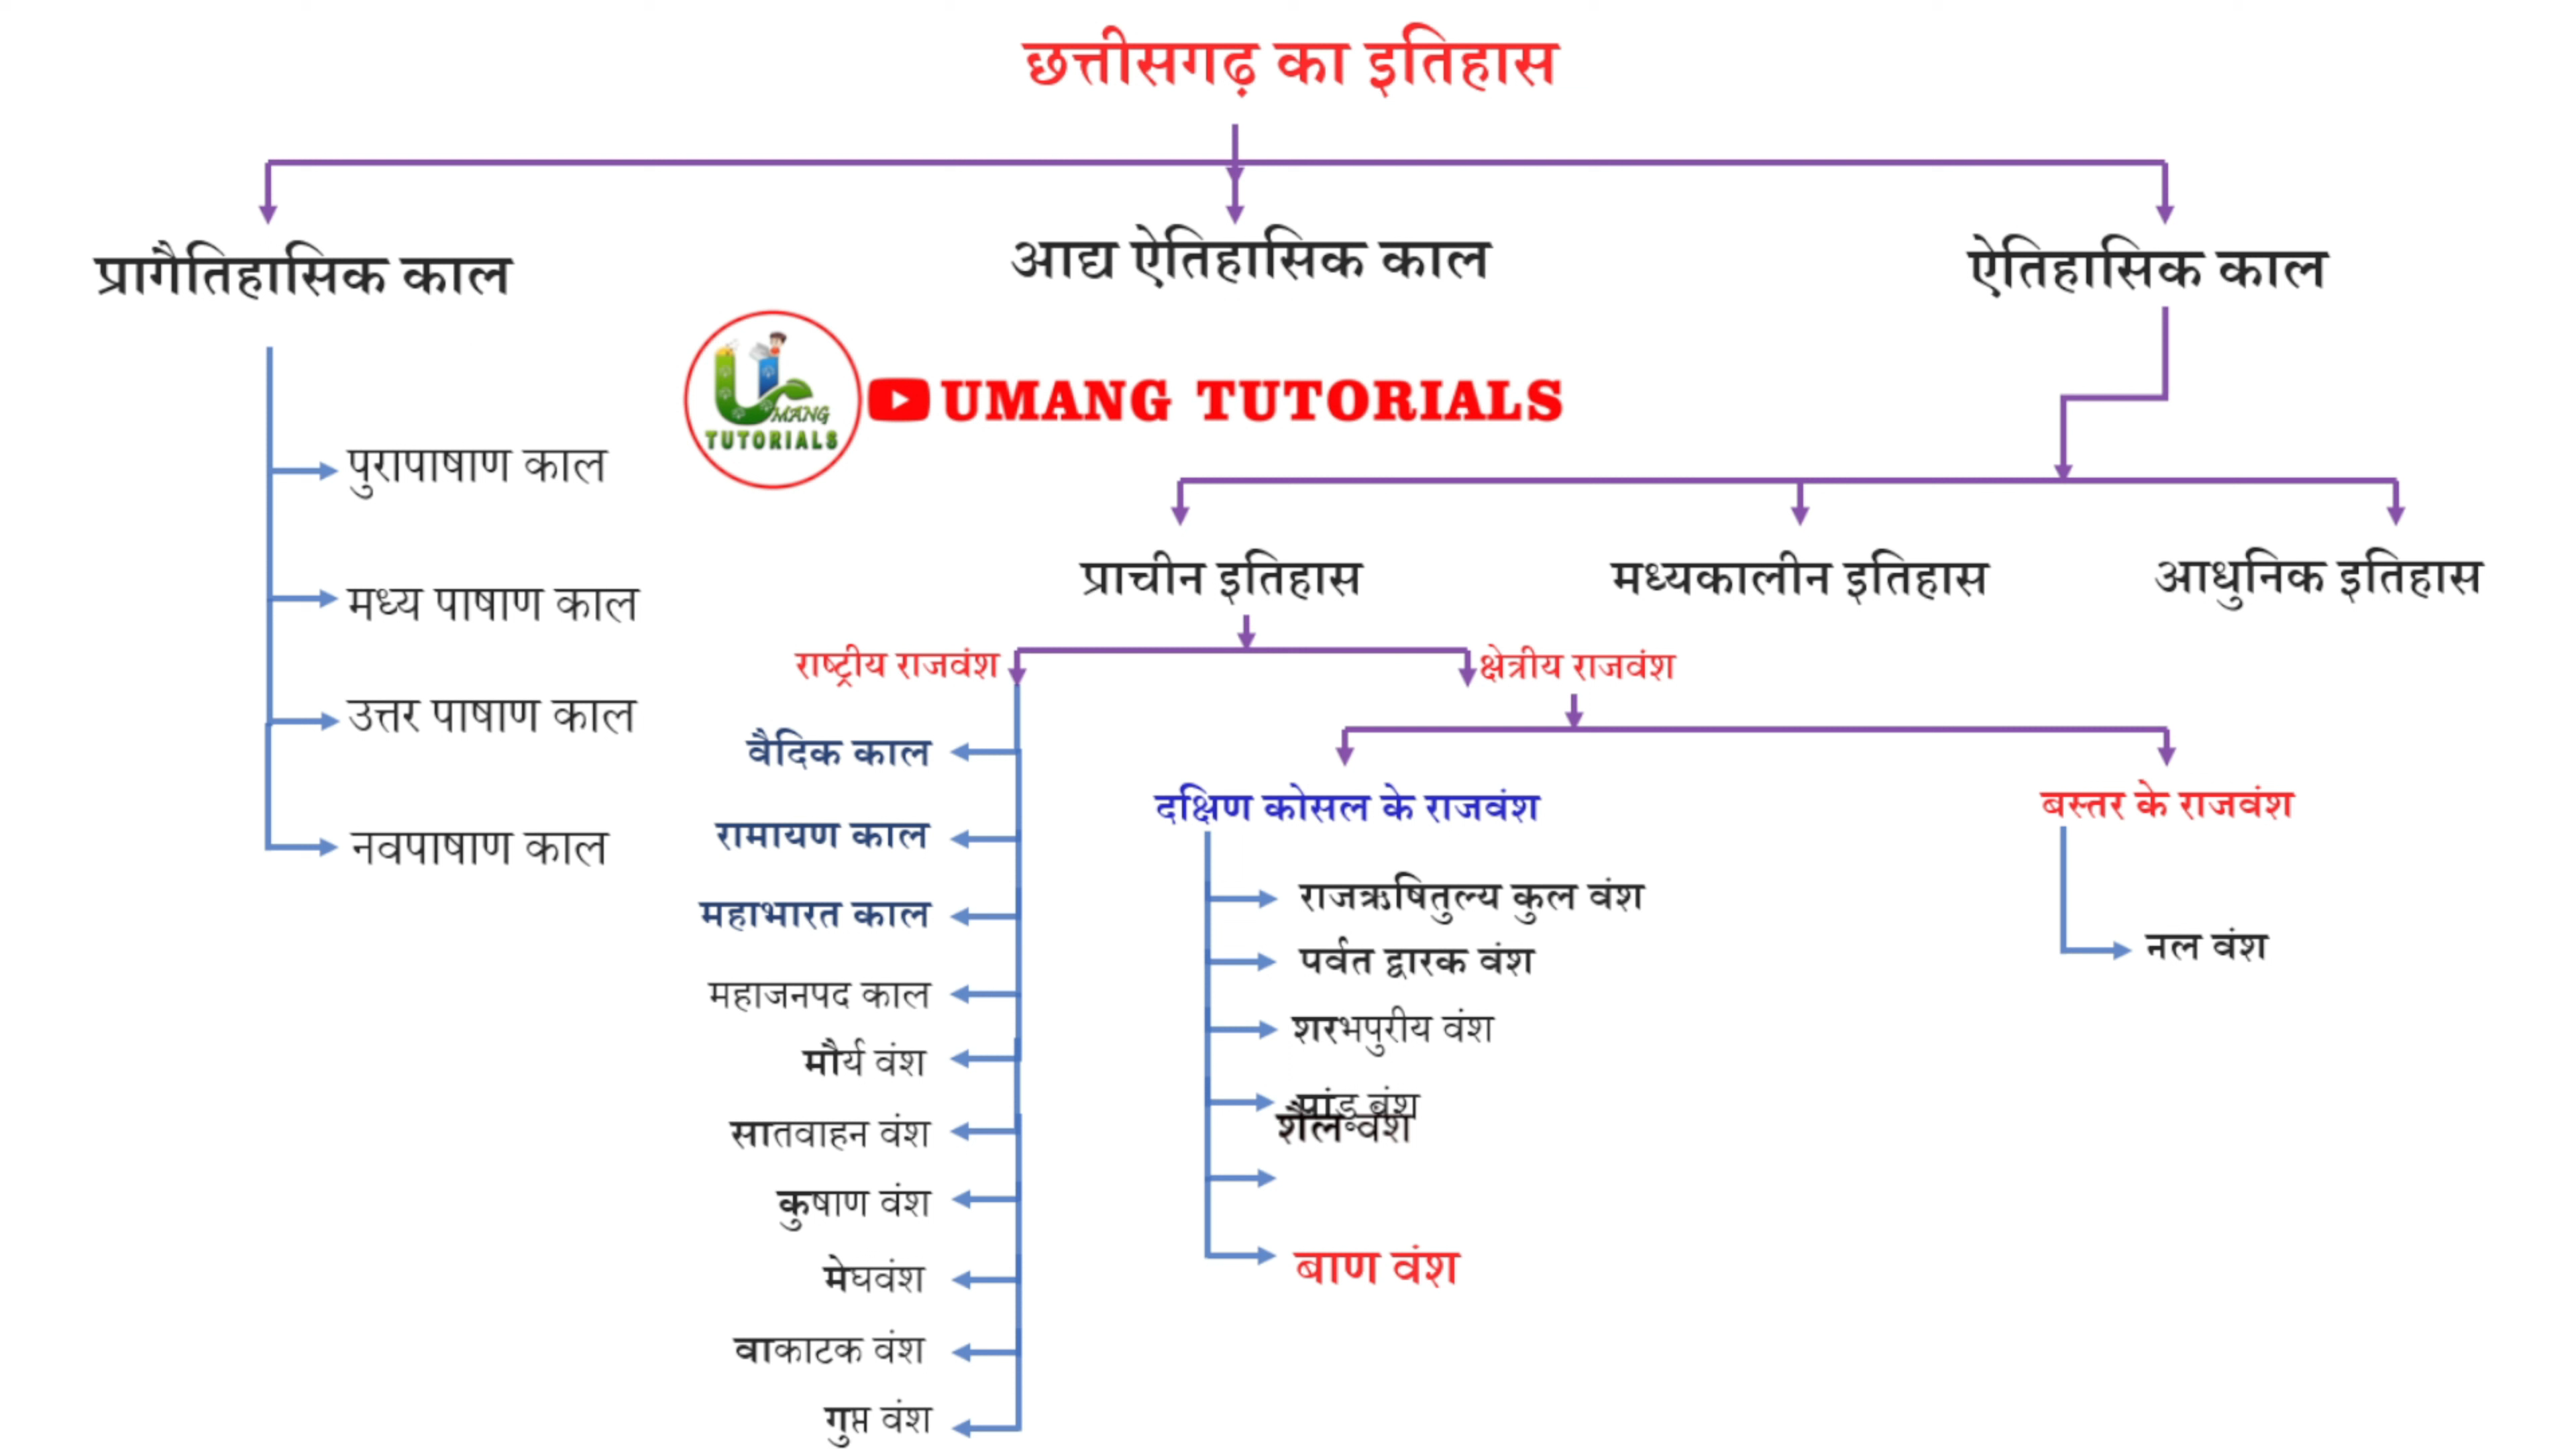 छत्तीसगढ़ का इतिहास
प्रागैतिहासिक काल
आद्य ऐतिहासिक काल
ऐतिहासिक काल
UMANG TUTORIALS
UMANG
TUTORIALS
पुरापाषाण काल
मध्य पाषाण काल
उत्तर पाषाण काल
नवपाषाण काल
प्राचीन इतिहास
मध्यकालीन इतिहास
आधुनिक इतिहास
राष्ट्रीय राजवंश
क्षेत्रीय राजवंश
वैदिक काल
रामायण काल
महाभारत काल
महाजनपद काल
मौर्य वंश
सातवाहन वंश
कुषाण वंश
मेघवंश
वाकाटक वंश
गुप्त वंश
दक्षिण कोसल के राजवंश
राजऋषितुल्य कुल वंश
पर्वत द्वारक वंश
शरभपुरीय वंश
पांडु वंश
शैल वंश
बाण वंश
बस्तर के राजवंश
नल वंश